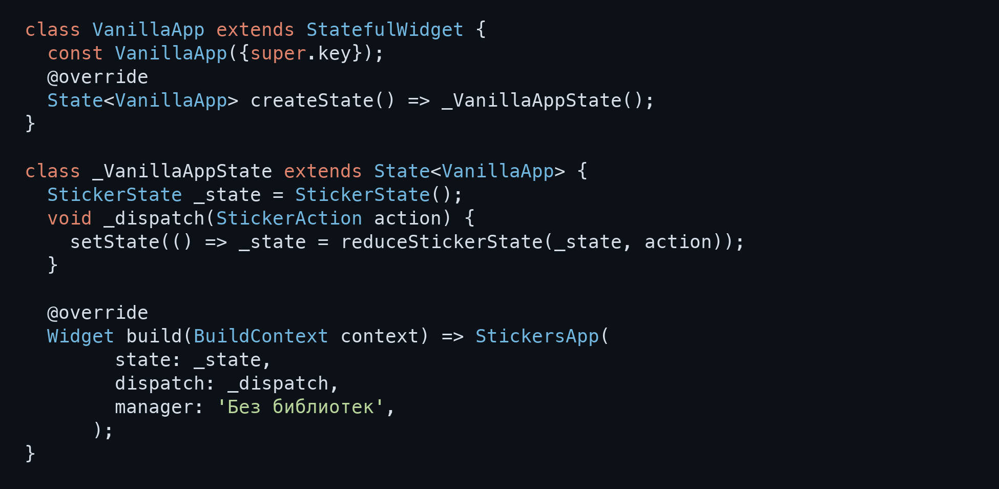 class VanillaApp extends StatefulWidget {
  const VanillaApp({super.key});
  @override
  State<VanillaApp> createState() => _VanillaAppState();
}

class _VanillaAppState extends State<VanillaApp> {
  StickerState _state = StickerState();
  void _dispatch(StickerAction action) {
    setState(() => _state = reduceStickerState(_state, action));
  }

  @override
  Widget build(BuildContext context) => StickersApp(
        state: _state,
        dispatch: _dispatch,
        manager: 'Без библиотек',
      );
}